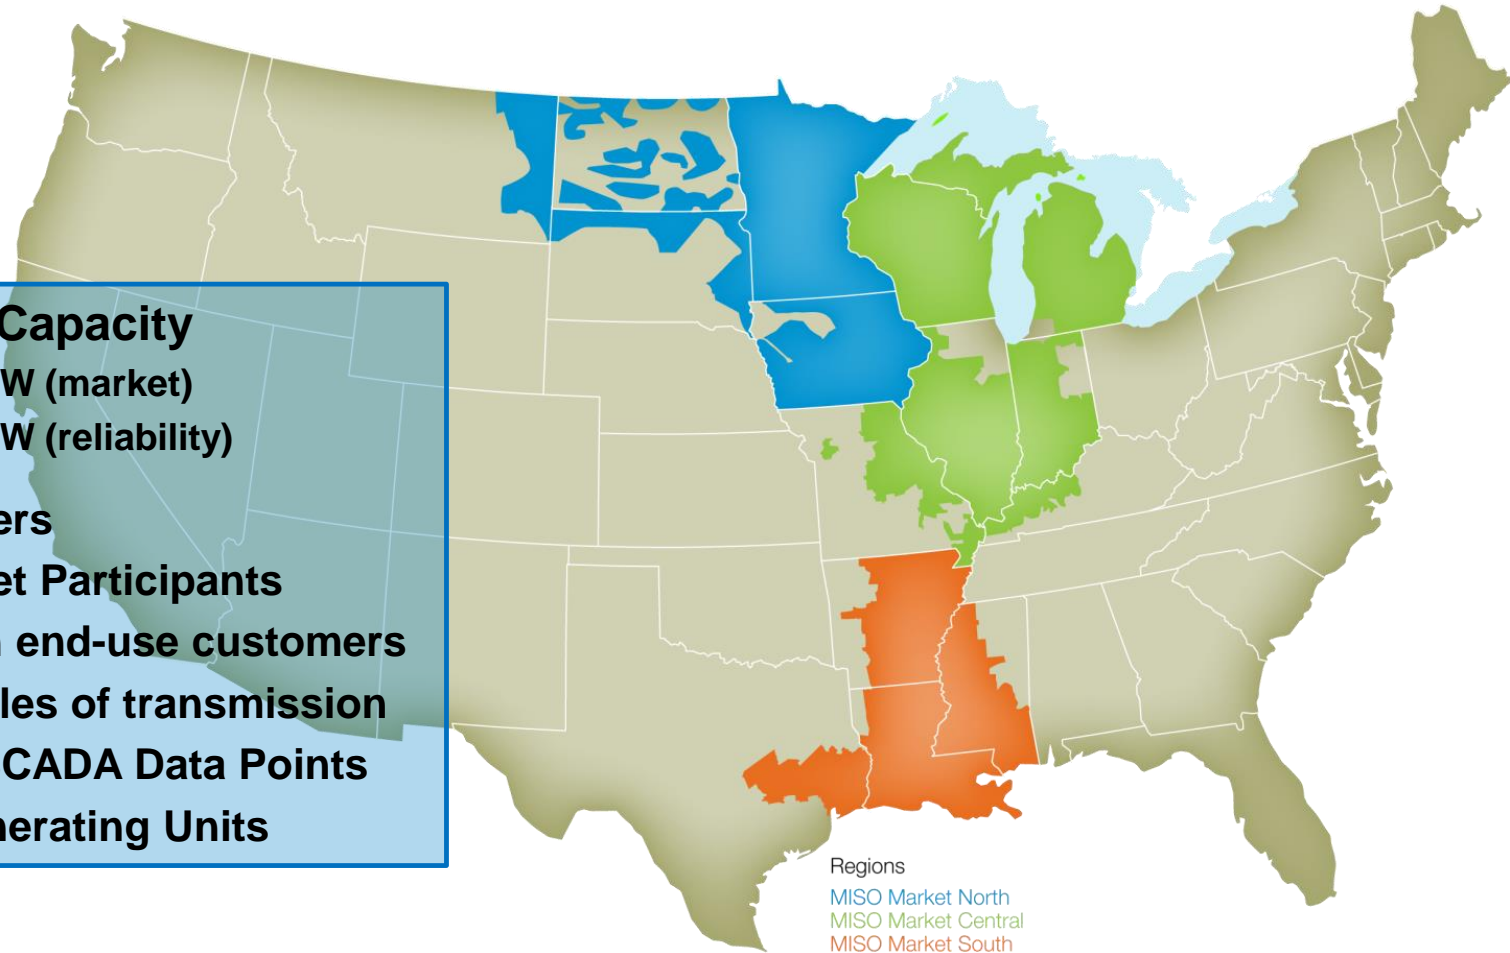 Capacity
W (market)
W (reliability)
ers
et Participants
n end-use customers
les of transmission
CADA Data Points
nerating Units
Regions
MISO Market North
MISO Market Central
MISO Market South